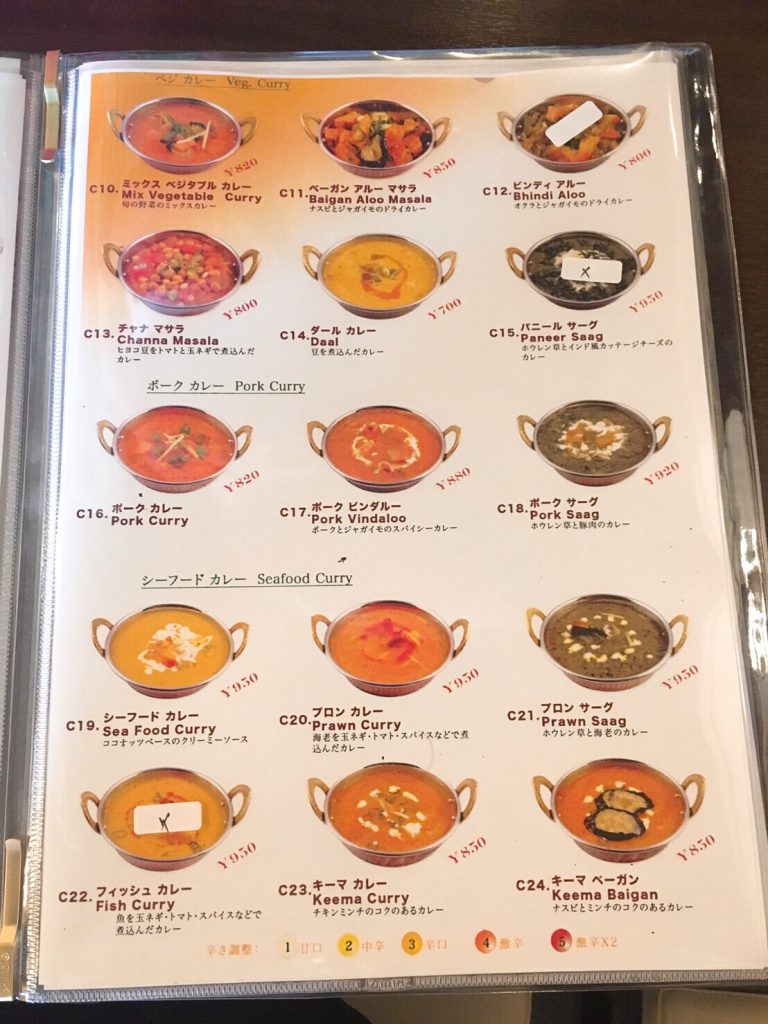 ベジ カレー Veg. Curry
¥820
¥850
¥800
C10. ミックス ベジタブル カレー
Mix Vegetable Curry
旬の野菜のミックスカレー
C11. ベーガン アルー マサラ
Baigan Aloo Masala
ナスビとジャガイモのドライカレー
C12. ビンディ アルー
Bhindi Aloo
オクラとジャガイモのドライカレー
¥800
¥700
x
¥950
C13. チャナ マサラ
Channa Masala
ヒヨコ豆をトマトと玉ネギで煮込んだ
カレー
C14. ダール カレー
Daal
豆を煮込んだカレー
C15. パニール サーグ
Paneer Saag
ホウレン草とインド風カッテージチーズの
カレー
ポーク カレー Pork Curry
¥820
¥880
¥920
C16. ポーク カレー
Pork Curry
C17. ポーク ビンダルー
Pork Vindaloo
ポークとジャガイモのスパイシーカレー
C18. ポーク サーグ
Pork Saag
ホウレン草と豚肉のカレー
シーフード カレー Seafood Curry
¥950
¥950
¥950
C19. シーフード カレー
Sea Food Curry
ココナッツベースのクリーミーソース
C20. プロン カレー
Prawn Curry
海老を玉ネギ・トマト・スパイスなどで煮
込んだカレー
C21. プロン サーグ
Prawn Saag
ホウレン草と海老のカレー
x
¥950
¥850
¥850
C22. フィッシュ カレー
Fish Curry
魚を玉ネギ・トマト・スパイスなどで
煮込んだカレー
C23. キーマ カレー
Keema Curry
チキンミンチのコクのあるカレー
C24. キーマ ベーガン
Keema Baigan
ナスビとミンチのコクのあるカレー
辛さ調整： 1 甘口 2 中辛 3 辛口 4 激辛 5 激辛X2